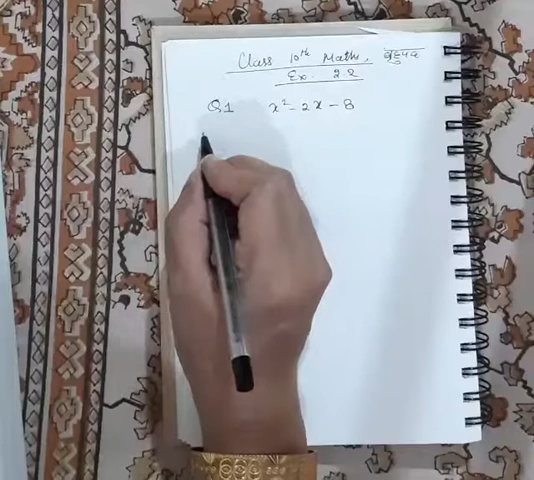 Class 10th Maths, बहुपद
Ex. 2.2
Q1 x² - 2x - 8